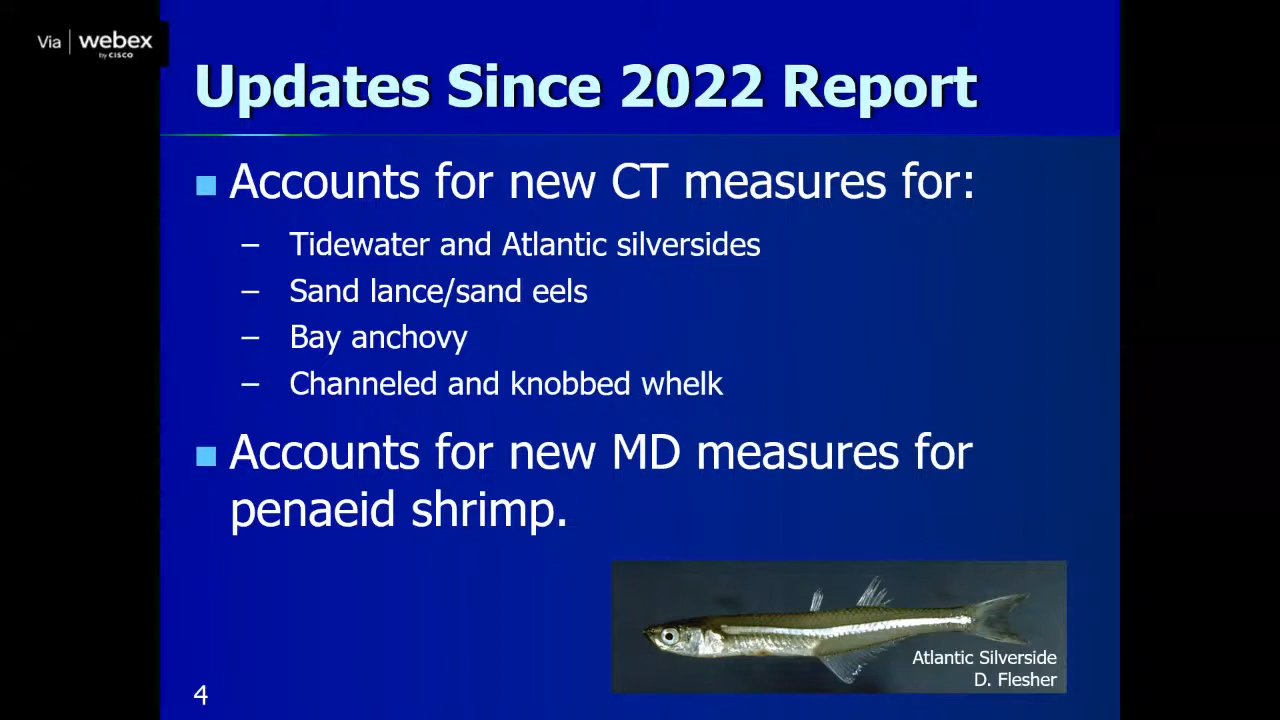 Via | webex
by CISCO
Updates Since 2022 Report
Accounts for new CT measures for:
– Tidewater and Atlantic silversides
– Sand lance/sand eels
– Bay anchovy
– Channeled and knobbed whelk
Accounts for new MD measures for
penaeid shrimp.
Atlantic Silverside
D. Flesher
4